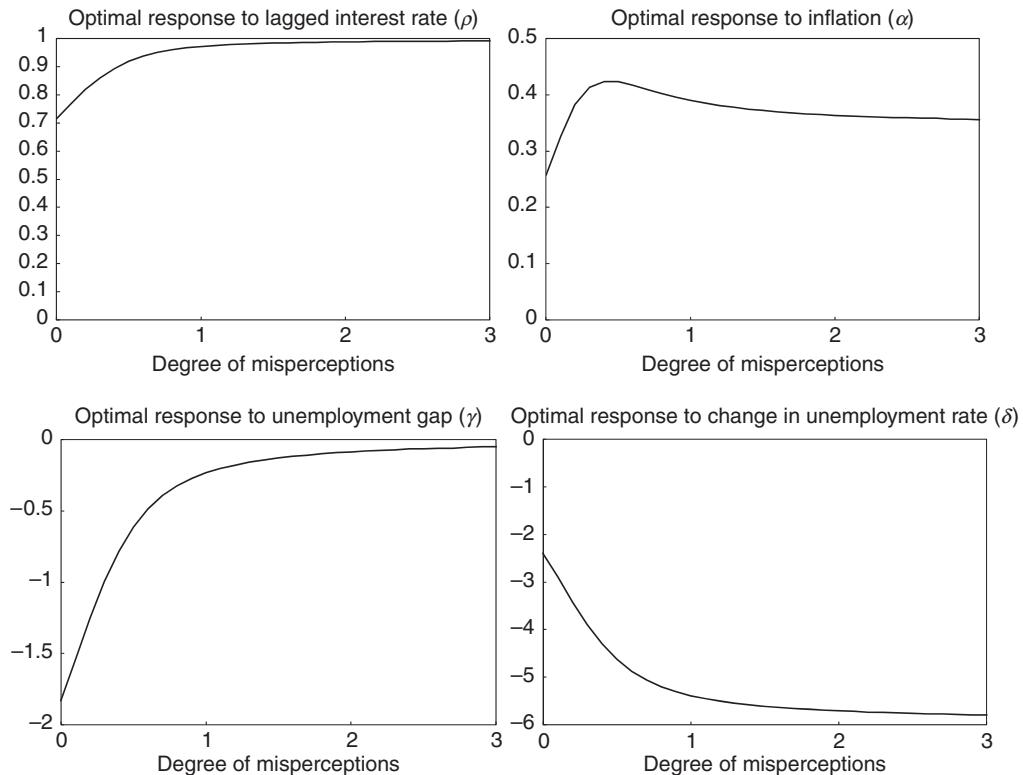 Optimal response to lagged interest rate (ρ)
1
0.9
0.8
0.7
0.6
0.5
0.4
0.3
0.2
0.1
0
0 1 2 3
Degree of misperceptions
Optimal response to inflation (α)
0.5
0.4
0.3
0.2
0.1
0
0 1 2 3
Degree of misperceptions
Optimal response to unemployment gap (γ)
0
−0.5
−1
−1.5
−2
0 1 2 3
Degree of misperceptions
Optimal response to change in unemployment rate (δ)
0
−1
−2
−3
−4
−5
−6
0 1 2 3
Degree of misperceptions